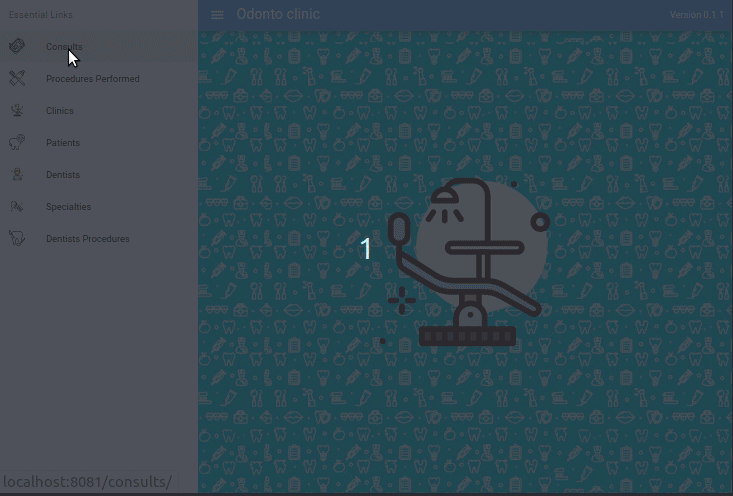 Essential Links
Odonto clinic
Version 0.1.1
Consults
Procedures Performed
Clinics
Patients
Dentists
Specialties
Dentists Procedures
1
localhost:8081/consults/